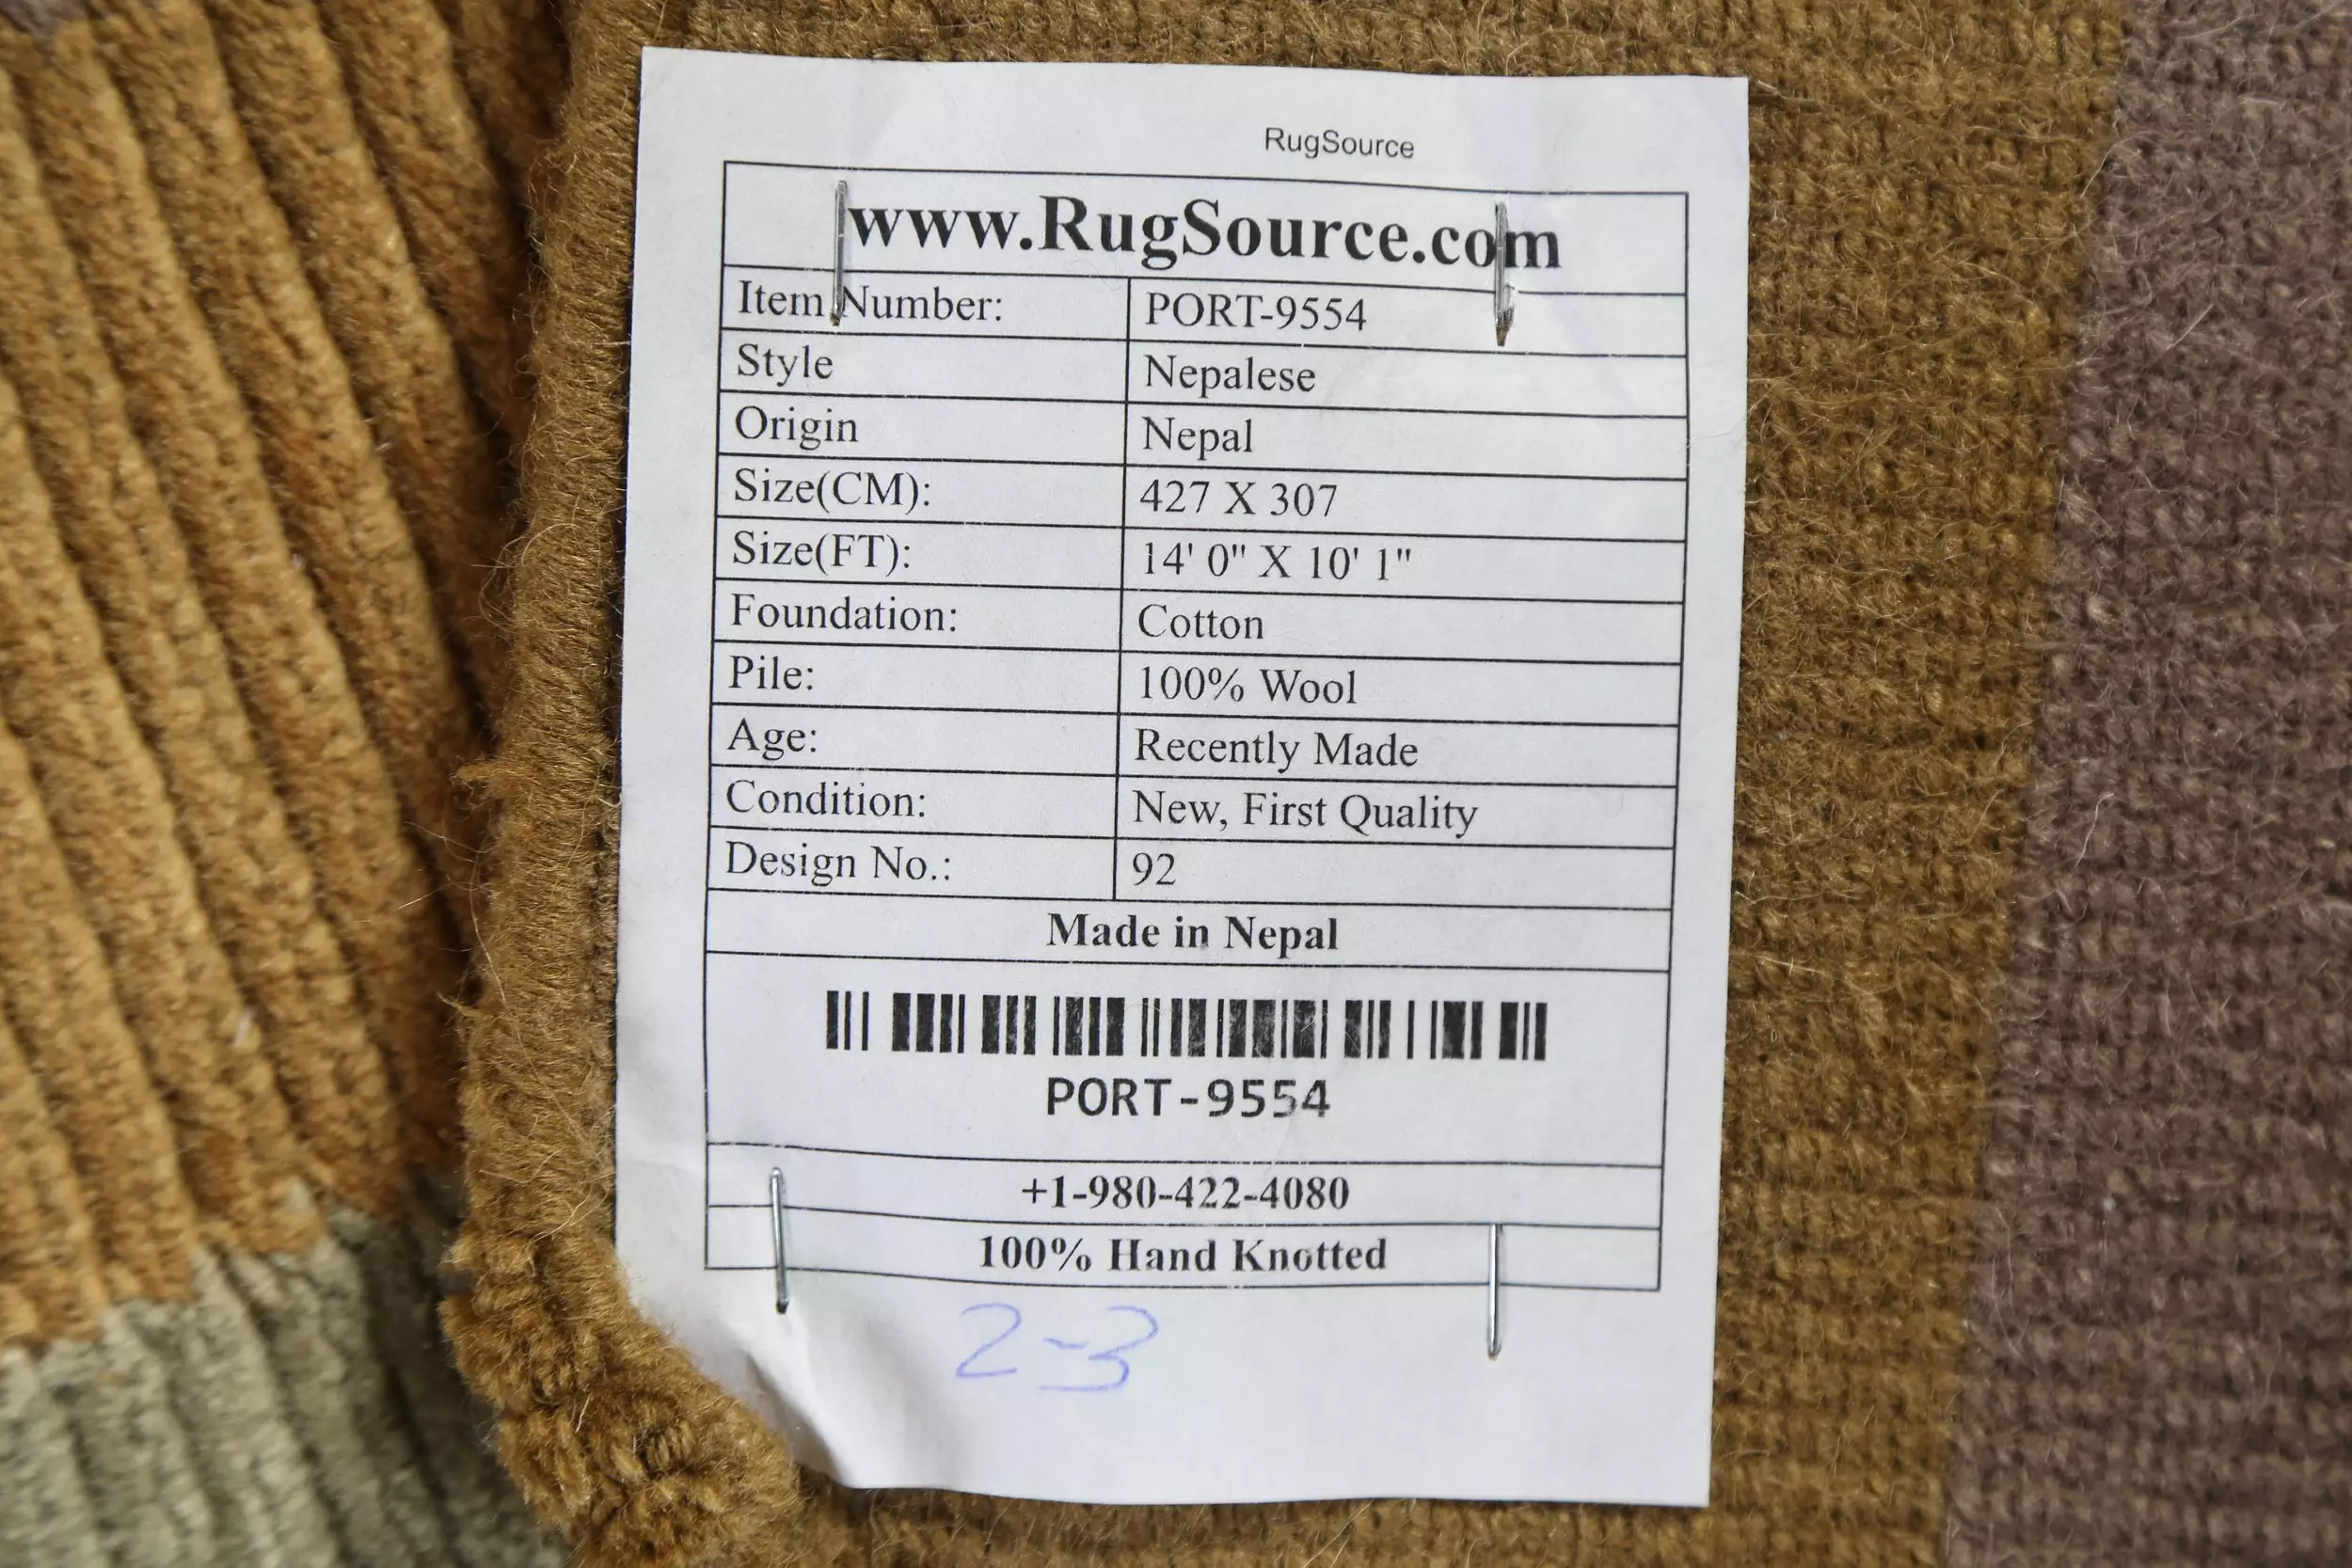 RugSource
www.RugSource.com
Item Number: PORT-9554
Style Nepalese
Origin Nepal
Size(CM): 427 X 307
Size(FT): 14' 0" X 10' 1"
Foundation: Cotton
Pile: 100% Wool
Age: Recently Made
Condition: New, First Quality
Design No.: 92
Made in Nepal
PORT-9554
+1-980-422-4080
100% Hand Knotted
2-3